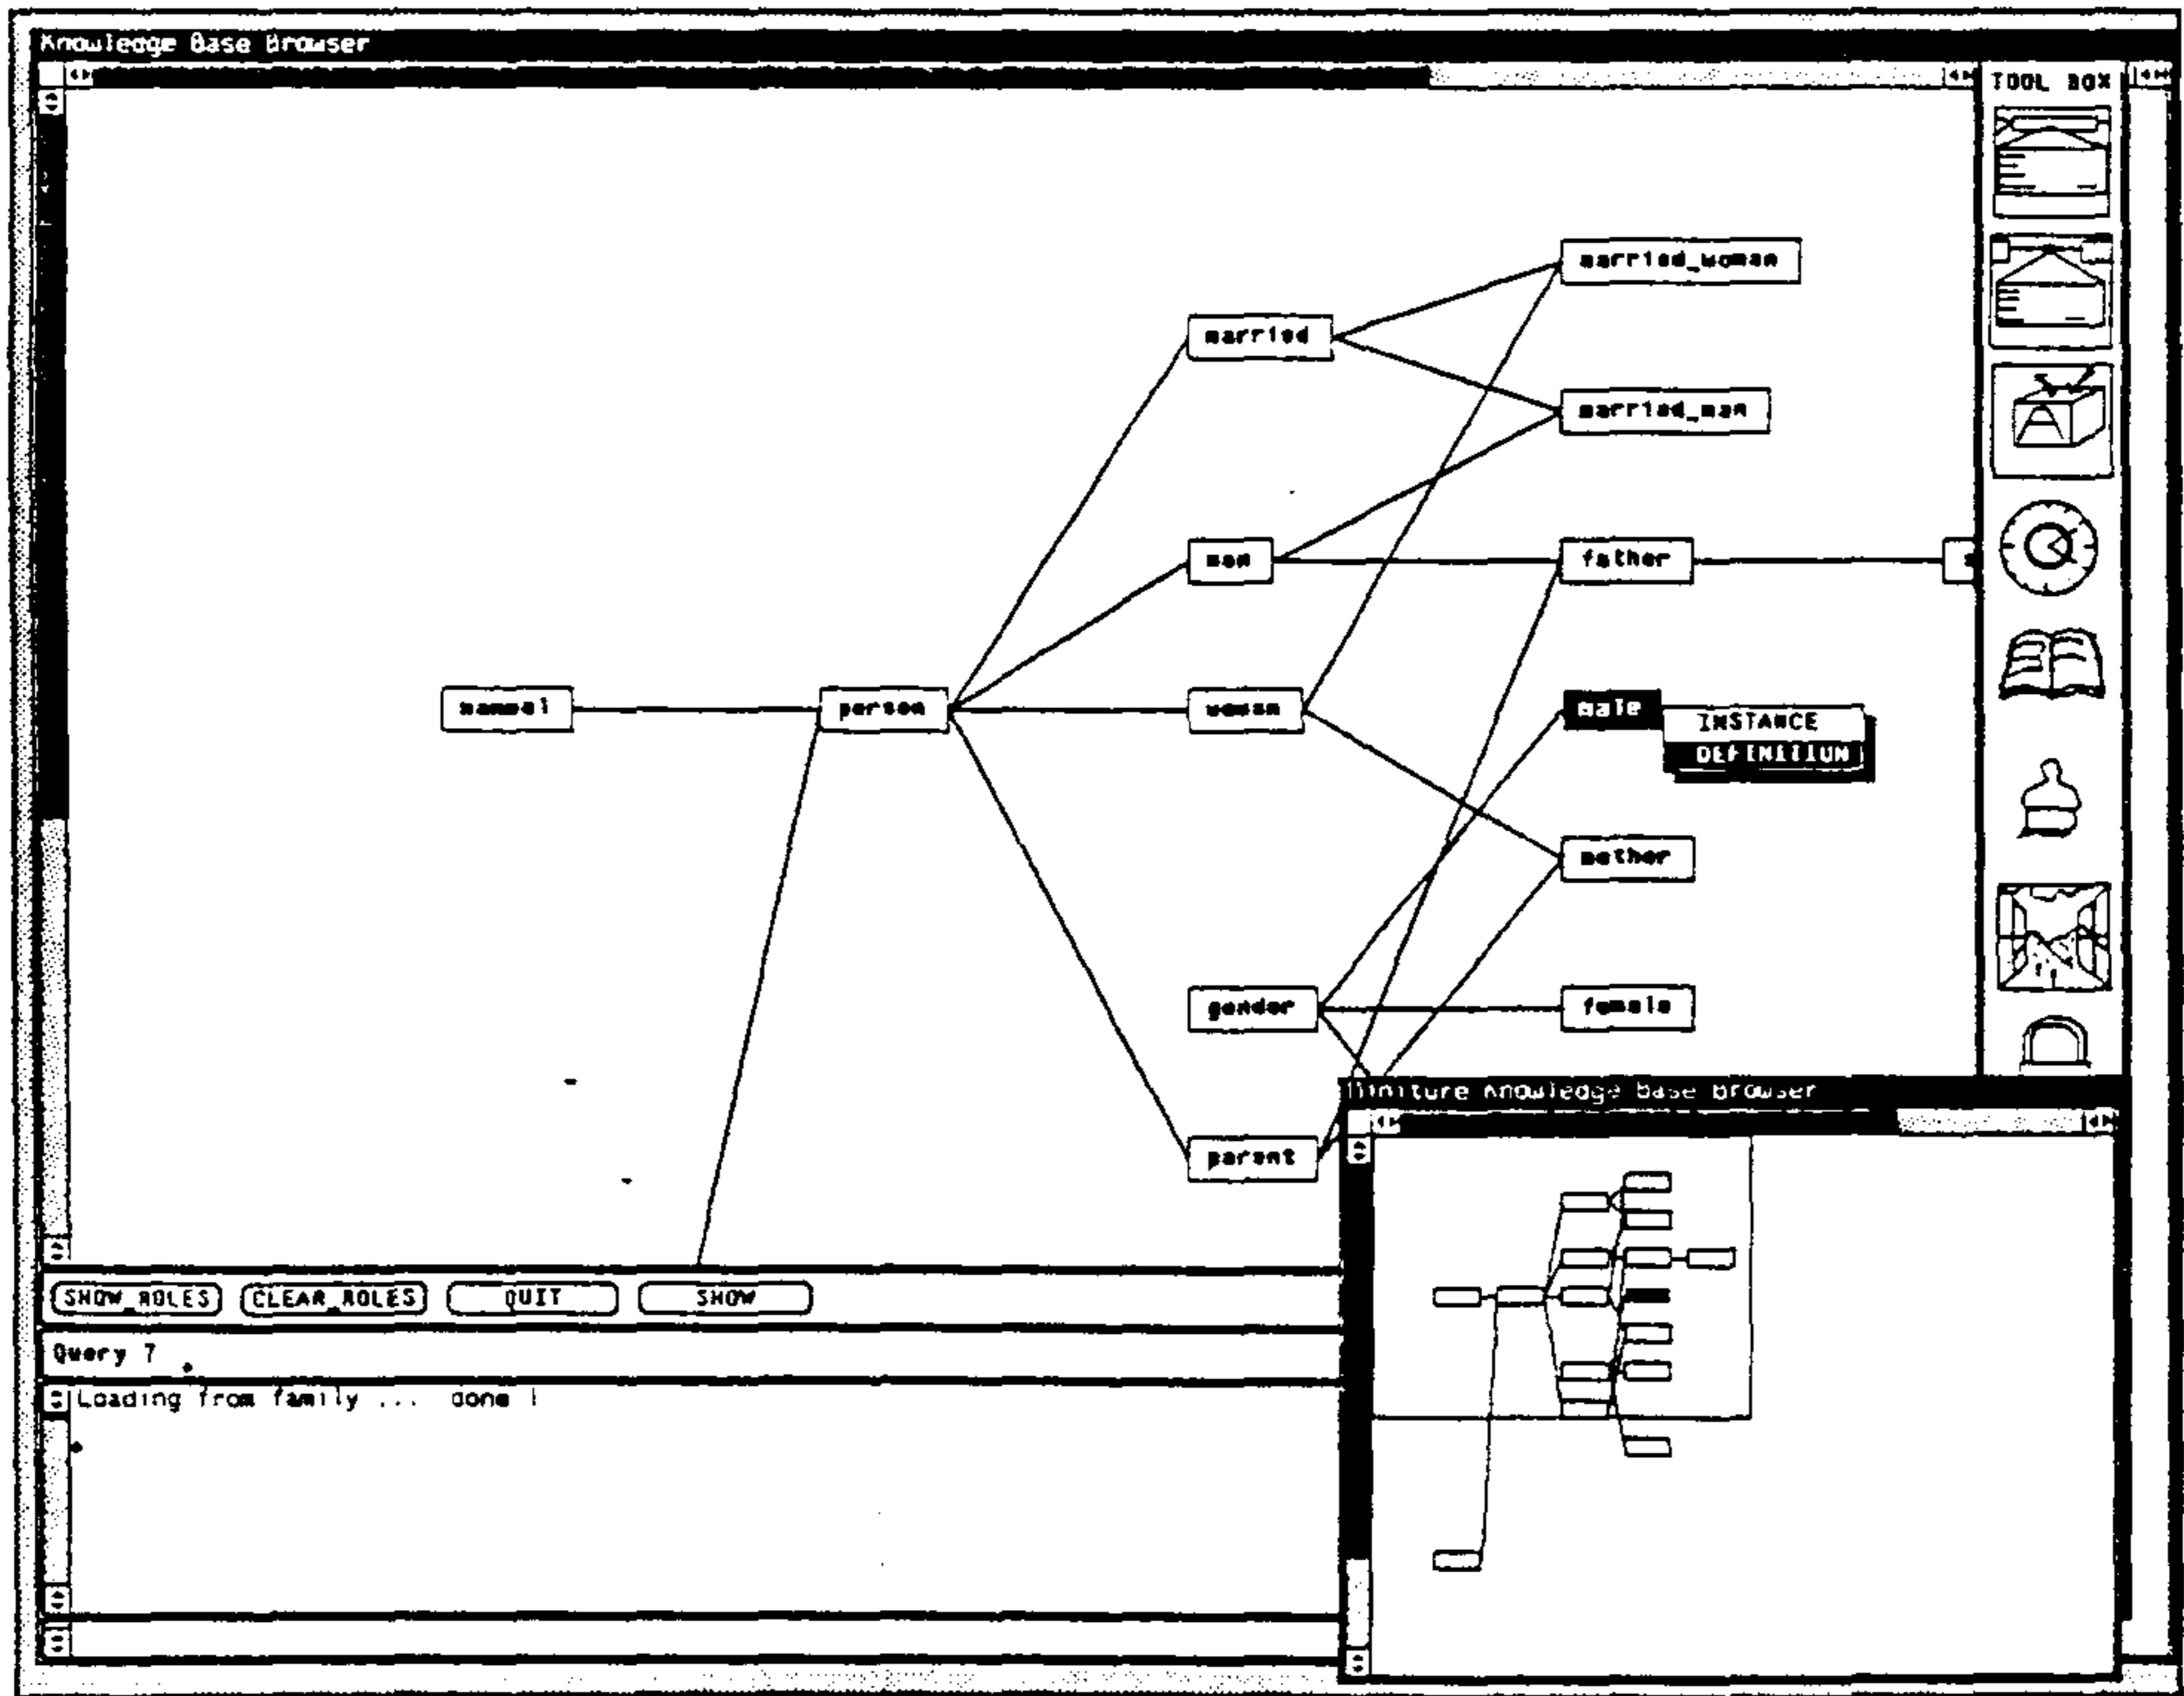 Knowledge Base Browser
TOOL BOX
married_woman
married
married_man
man
father
mammal
person
woman
male
INSTANCE
DEFINITION
mother
gender
female
Miniture Knowledge Base Browser
parent
SHOW_ROLES
CLEAR_ROLES
QUIT
SHOW
Query ?
Loading from family ... done !